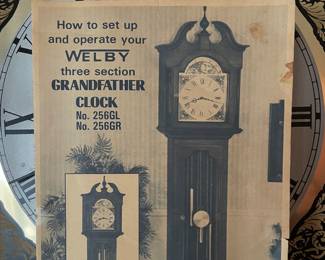 How to set up
and operate your
WELBY
three section
GRANDFATHER
CLOCK
No. 256GL
No. 256GR